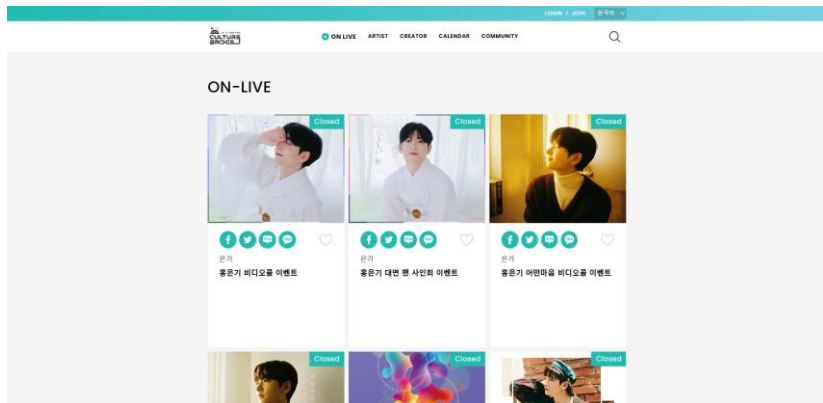 LOGIN / JOIN 한국어
CULTURE
BRIDGE
ON LIVE ARTIST CREATOR CALENDAR COMMUNITY
ON-LIVE
Closed Closed Closed
은기 은기 은기
홍은기 비디오콜 이벤트 홍은기 대면 팬 사인회 이벤트 홍은기 어떤마음 비디오콜 이벤트
Closed Closed Closed